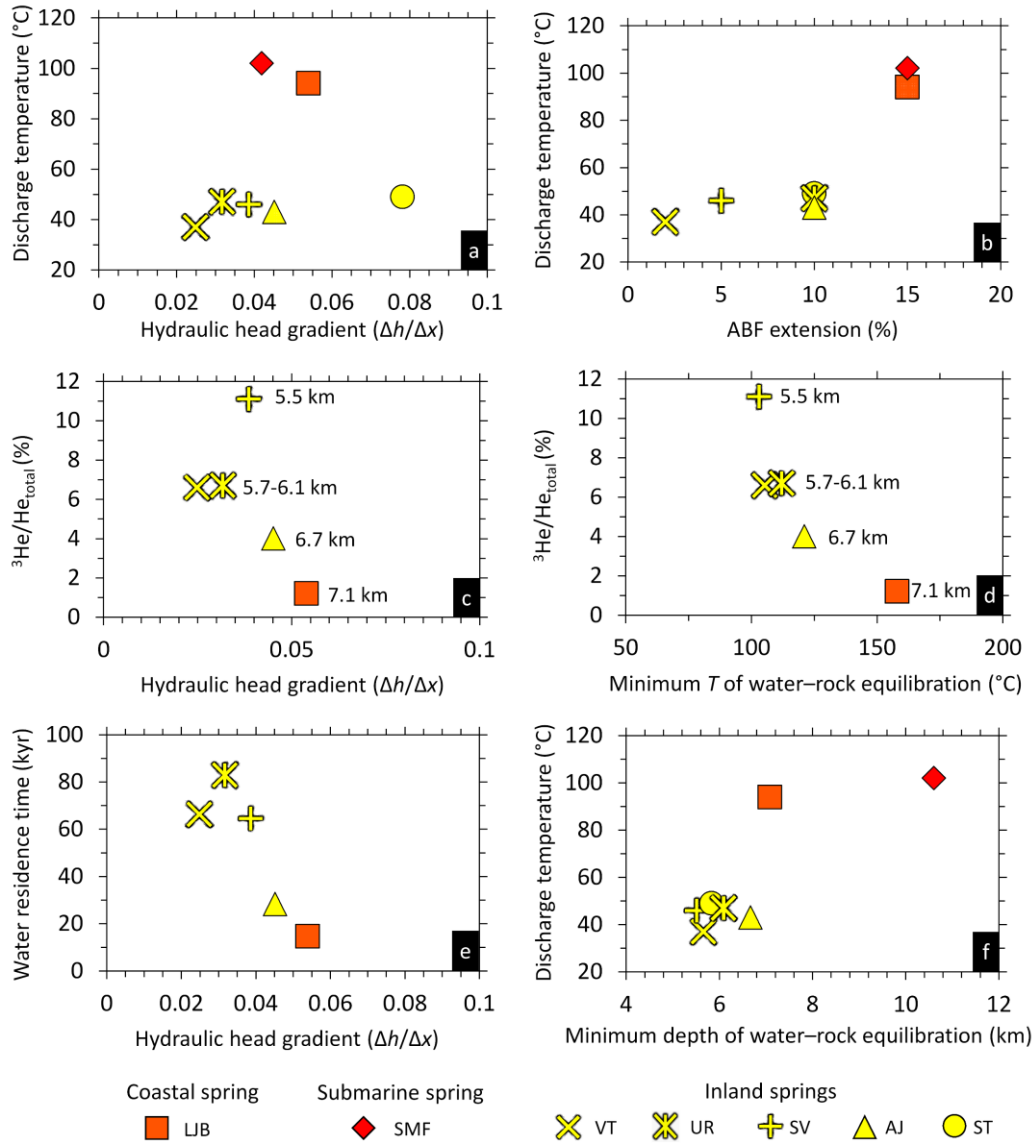 120
100
80
60
40
20
Discharge temperature (°C)
0
0.02
0.04
0.06
0.08
0.1
Hydraulic head gradient (Δh/Δx)
a
120
100
80
60
40
20
Discharge temperature (°C)
0
5
10
15
20
ABF extension (%)
b
12
10
8
6
4
2
0
³He/He_total (%)
5.5 km
5.7-6.1 km
6.7 km
7.1 km
0
0.05
0.1
Hydraulic head gradient (Δh/Δx)
c
12
10
8
6
4
2
0
³He/He_total (%)
5.5 km
5.7-6.1 km
6.7 km
7.1 km
50
100
150
200
Minimum T of water–rock equilibration (°C)
d
100
80
60
40
20
0
Water residence time (kyr)
0
0.02
0.04
0.06
0.08
0.1
Hydraulic head gradient (Δh/Δx)
e
120
100
80
60
40
20
Discharge temperature (°C)
4
6
8
10
12
Minimum depth of water–rock equilibration (km)
f
Coastal spring
LJB
Submarine spring
SMF
Inland springs
VT
UR
SV
AJ
ST